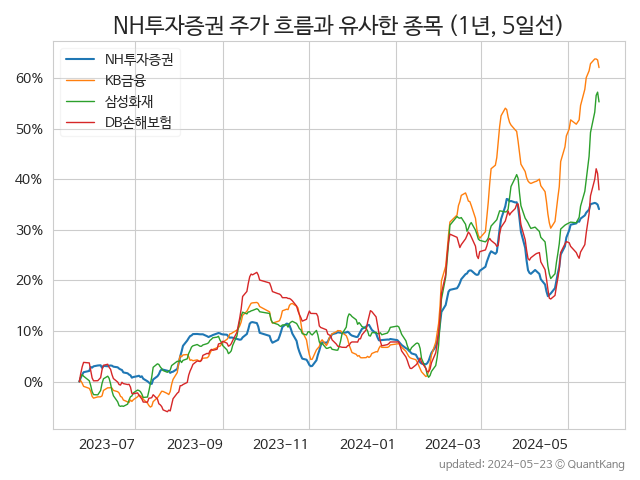 NH투자증권 주가 흐름과 유사한 종목 (1년, 5일선)
NH투자증권
KB금융
삼성화재
DB손해보험
60%
50%
40%
30%
20%
10%
0%
2023-07
2023-09
2023-11
2024-01
2024-03
2024-05
updated: 2024-05-23 © QuantKang